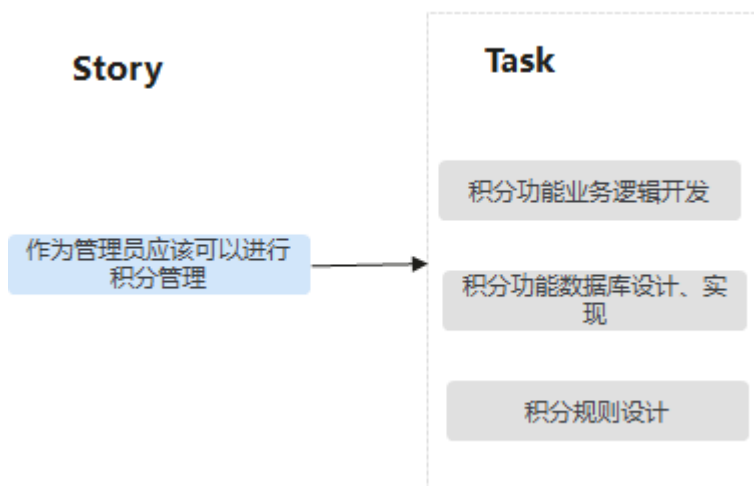 Story
Task
积分功能业务逻辑开发
作为管理员应该可以进行
积分管理
积分功能数据库设计、实
现
积分规则设计